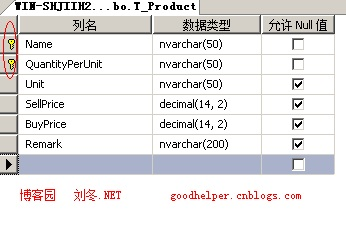 WIN-SHJIIH2...bo.T_Product
列名 数据类型 允许 Null 值
Name nvarchar(50)
QuantityPerUnit nvarchar(50)
Unit nvarchar(50)
SellPrice decimal(14, 2)
BuyPrice decimal(14, 2)
Remark nvarchar(200)
博客园 刘冬.NET goodhelper.cnblogs.com